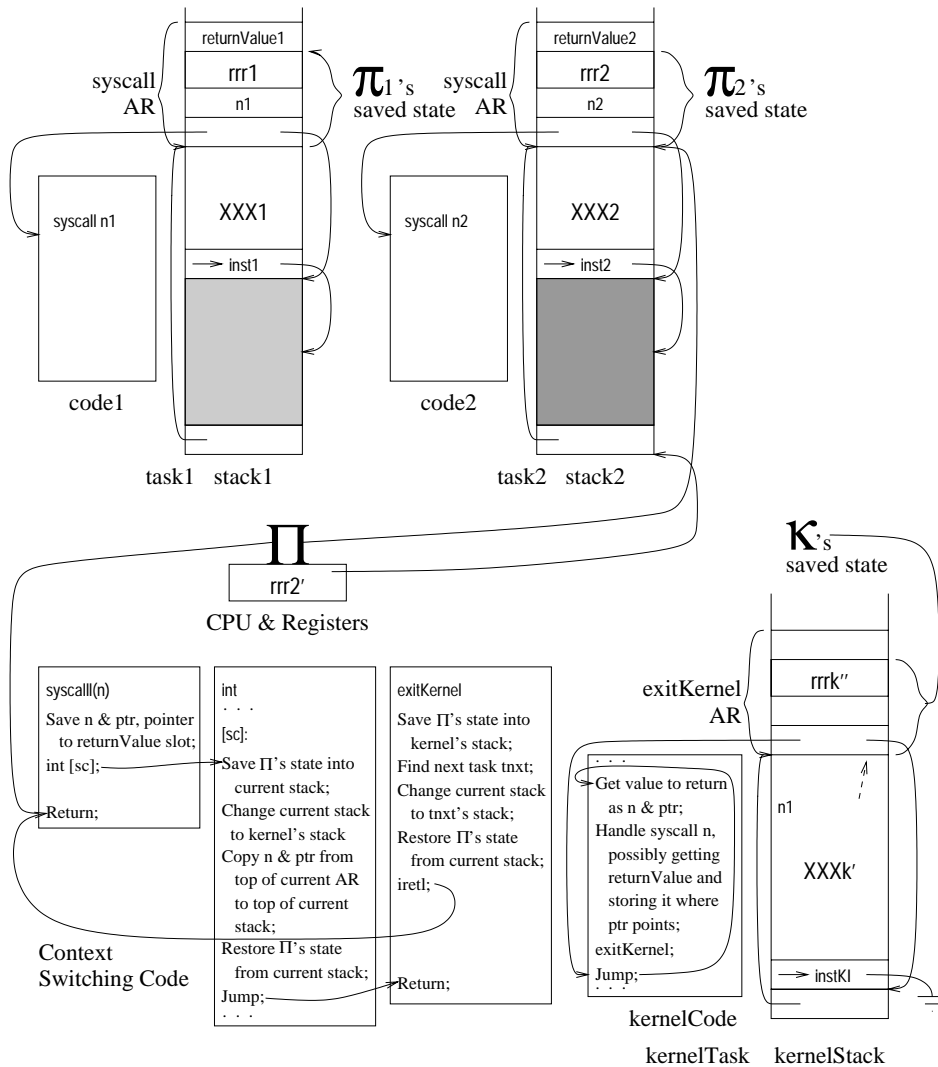 returnValue1
rrr1
n1
syscall
AR
π1's
saved state
syscall n1
XXX1
inst1
code1
task1 stack1
returnValue2
rrr2
n2
syscall
AR
π2's
saved state
syscall n2
XXX2
inst2
code2
task2 stack2
Π
rrr2'
CPU & Registers
κ's
saved state
syscalll(n)
Save n & ptr, pointer
to returnValue slot;
int [sc];
Return;
int
. . .
[sc]:
Save Π's state into
current stack;
Change current stack
to kernel's stack
Copy n & ptr from
top of current AR
to top of current
stack;
Restore Π's state
from current stack;
Jump;
. . .
exitKernel
Save Π's state into
kernel's stack;
Find next task tnxt;
Change current stack
to tnxt's stack;
Restore Π's state
from current stack;
iretl;
Return;
Context
Switching Code
exitKernel
AR
. . .
Get value to return
as n & ptr;
Handle syscall n,
possibly getting
returnValue and
storing it where
ptr points;
exitKernel;
Jump;
. . .
kernelCode
rrrk''
n1
XXXk'
instKI
kernelTask kernelStack